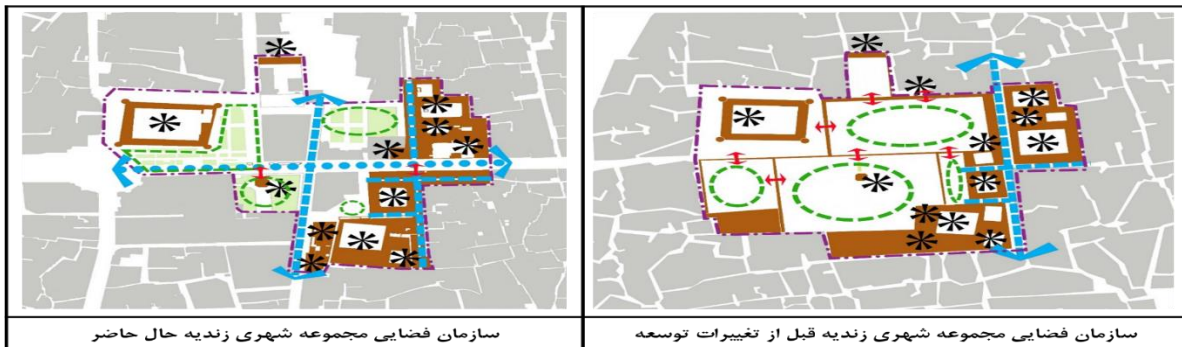 سازمان فضایی مجموعه شهری زندیه قبل از تغییرات توسعه
سازمان فضایی مجموعه شهری زندیه حال حاضر